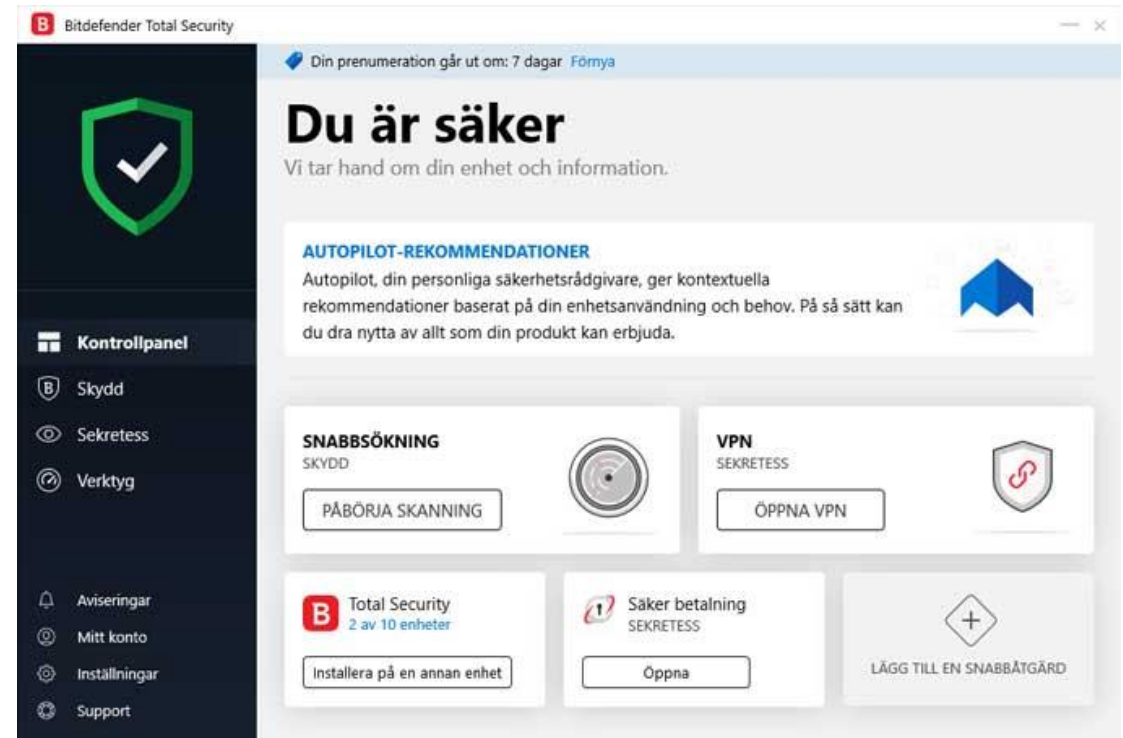 Bitdefender Total Security
Din prenumeration går ut om: 7 dagar Förnya
Du är säker
Vi tar hand om din enhet och information.
AUTOPILOT-REKOMMENDATIONER
Autopilot, din personliga säkerhetsrådgivare, ger kontextuella
rekommendationer baserat på din enhetsanvändning och behov. På så sätt kan
du dra nytta av allt som din produkt kan erbjuda.
Kontrollpanel
Skydd
Sekretess
Verktyg
Aviseringar
Mitt konto
Inställningar
Support
SNABBSÖKNING
SKYDD
PÅBÖRJA SKANNING
VPN
SEKRETESS
ÖPPNA VPN
Total Security
2 av 10 enheter
Installera på en annan enhet
Säker betalning
SEKRETESS
Öppna
LÄGG TILL EN SNABBÅTGÄRD